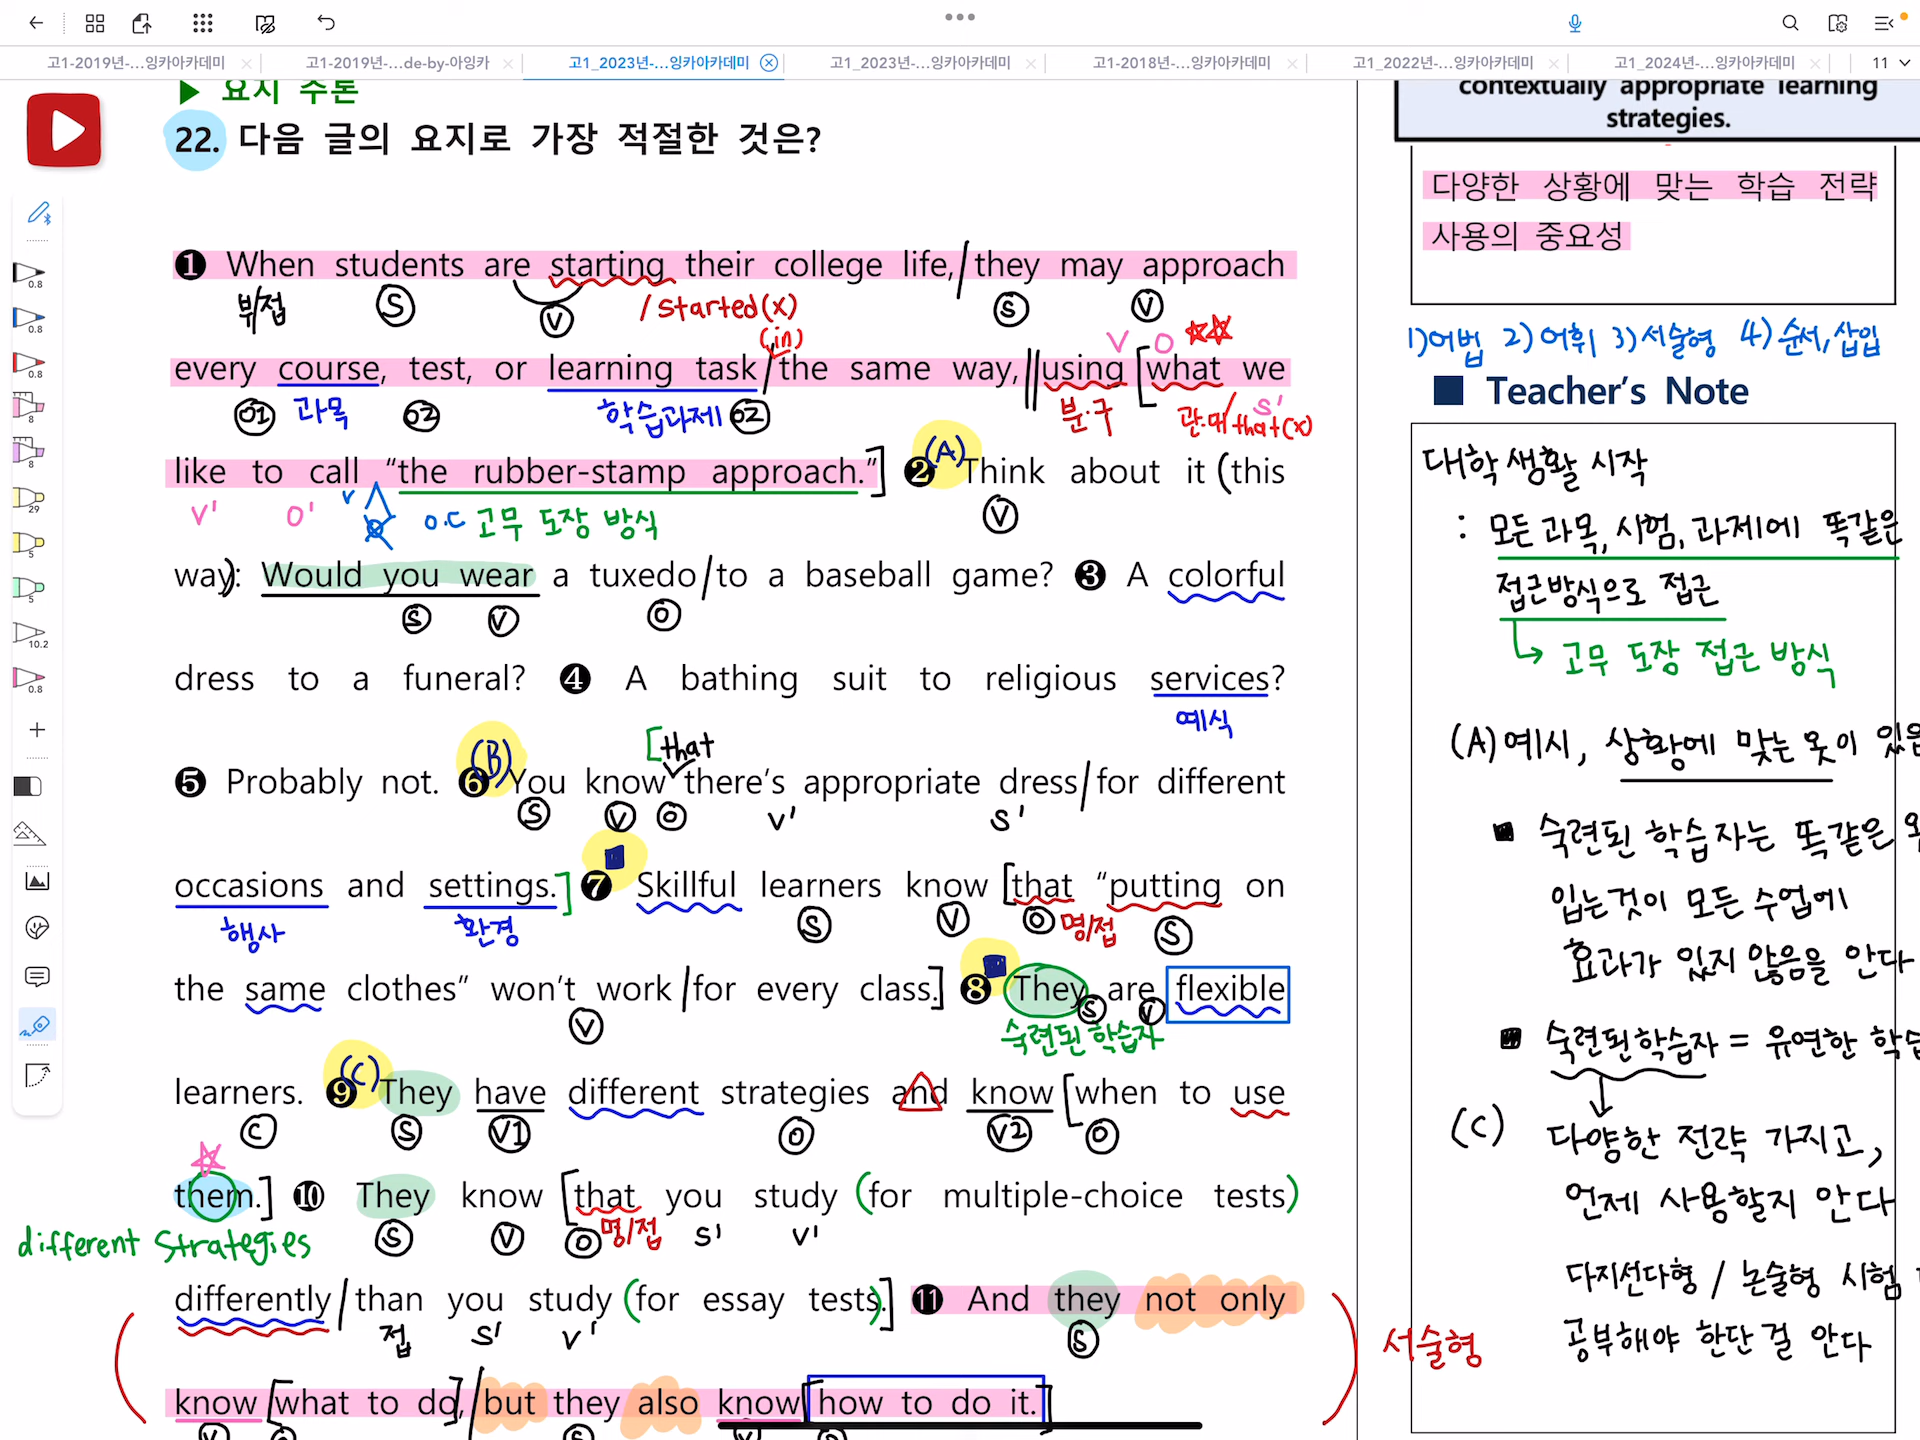 고1-2019년-...잉카아카데미
고1-2019년-...de-by-아잉카
고1_2023년-...잉카아카데미
고1_2023년-...잉카아카데미
고1-2018년-...잉카아카데미
고1_2022년-...잉카아카데미
고1_2024년-...잉카아카데미
11
▶ 요지 추론
22. 다음 글의 요지로 가장 적절한 것은?
❶ When students are starting their college life, they may approach
부/접 S V / started(x) S V
(in) V O
every course, test, or learning task the same way, using [what we
O1 과목 O2 학습과제 O2 분.구 관.대/that(x) S'
like to call “the rubber-stamp approach.”] ❷ (A) Think about it (this
V' O' O.C 고무 도장 방식 V
way): Would you wear a tuxedo / to a baseball game? ❸ A colorful
S V O
dress to a funeral? ❹ A bathing suit to religious services?
예식
[that
❺ Probably not. ❻ (B) You know there’s appropriate dress / for different
S V O V' S'
occasions and settings.] ❼ Skillful learners know [that “putting on
행사 환경 S V O 명/접 S
the same clothes” won’t work / for every class.] ❽ They are flexible
V S V
숙련된 학습자
learners. ❾ (C) They have different strategies and know [when to use
C S V1 O V2 O
them.] ❿ They know [that you study (for multiple-choice tests)
different strategies S V O 명/접 S' V'
differently / than you study (for essay tests).] ⓫ And they not only
접 S' V' S
know [what to do], / but they also know [how to do it.]
서술형
contextually appropriate learning
strategies.
다양한 상황에 맞는 학습 전략
사용의 중요성
1)어법 2)어휘 3)서술형 4)순서,삽입
■ Teacher’s Note
대학생활 시작
: 모든 과목, 시험, 과제에 똑같은
접근방식으로 접근
↳ 고무 도장 접근 방식
(A) 예시, 상황에 맞는 옷이 있음
■ 숙련된 학습자는 똑같은
입는것이 모든 수업에
효과가 있지 않음을 안다
■ 숙련된학습자 = 유연한
(C) 다양한 전략 가지고,
언제 사용할지 안다
다지선다형 / 논술형 시험
공부해야 한단 걸 안다
0.8
0.8
0.8
8
8
29
5
5
10.2
0.8